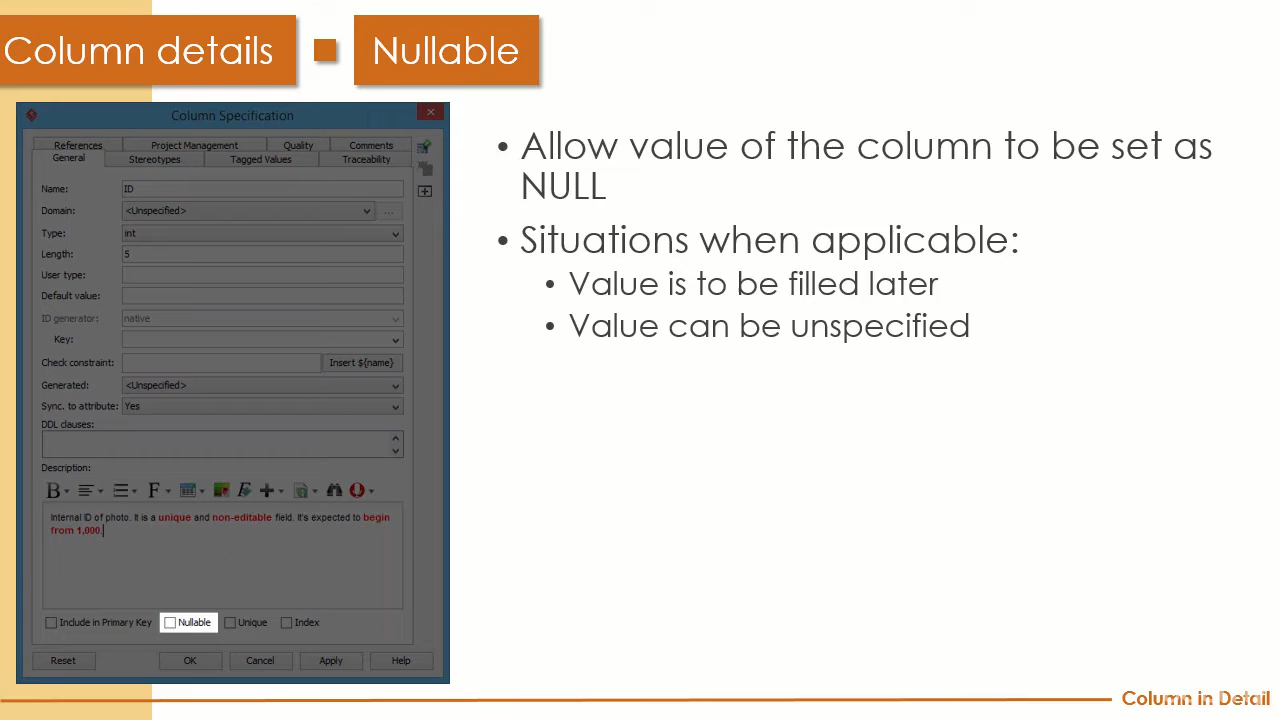 Column details ■ Nullable
Column Specification
References Project Management Quality Comments
General Stereotypes Tagged Values Traceability
Name: ID
Domain: <Unspecified> ...
Type: int
Length: 5
User type:
Default value:
ID generator: native
Key:
Check constraint: Insert ${name}
Generated: <Unspecified>
Sync. to attribute: Yes
DDL clauses:
Description:
B F
Internal ID of photo. It is a unique and non-editable field. It's expected to begin
from 1,000.
Include in Primary Key Nullable Unique Index
Reset OK Cancel Apply Help
• Allow value of the column to be set as
NULL
• Situations when applicable:
• Value is to be filled later
• Value can be unspecified
Column in Detail